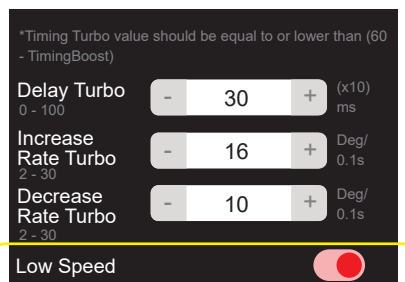 *Timing Turbo value should be equal to or lower than (60
- TimingBoost)
Delay Turbo - 30 + (x10)
0 - 100 ms
Increase
Rate Turbo - 16 + Deg/
2 - 30 0.1s
Decrease
Rate Turbo - 10 + Deg/
2 - 30 0.1s
Low Speed